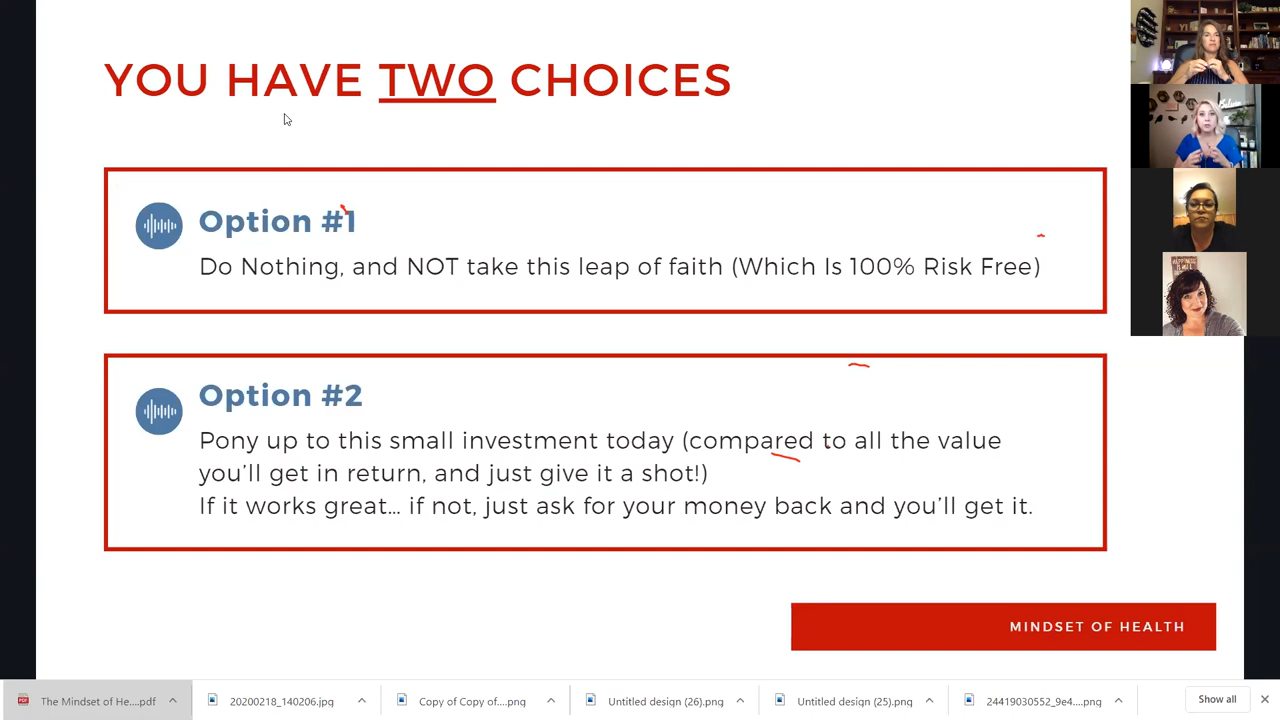 YOU HAVE TWO CHOICES
Option #1
Do Nothing, and NOT take this leap of faith (Which Is 100% Risk Free)
Option #2
Pony up to this small investment today (compared to all the value
you'll get in return, and just give it a shot!)
If it works great... if not, just ask for your money back and you'll get it.
MINDSET OF HEALTH
The Mindset of He....pdf
20200218_140206.jpg
Copy of Copy of....png
Untitled design (26).png
Untitled design (25).png
24419030552_9e4....png
Show all